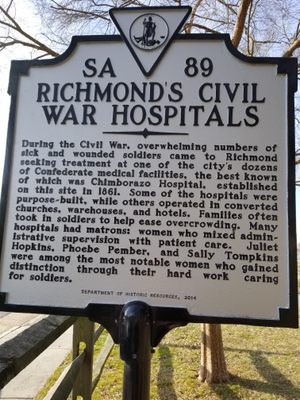 SA 89
RICHMOND'S CIVIL
WAR HOSPITALS
During the Civil War, overwhelming numbers of
sick and wounded soldiers came to Richmond
seeking treatment at one of the city's dozens
of Confederate medical facilities, the best known
of which was Chimborazo Hospital, established
on this site in 1861. Some of the hospitals were
purpose-built, while others operated in converted
churches, warehouses, and hotels. Families often
took in soldiers to help ease overcrowding. Many
hospitals had matrons: women who mixed admin-
istrative supervision with patient care. Juliet
Hopkins, Phoebe Pember, and Sally Tompkins
were among the most notable women who gained
distinction through their hard work caring
for soldiers.
DEPARTMENT OF HISTORIC RESOURCES, 2014